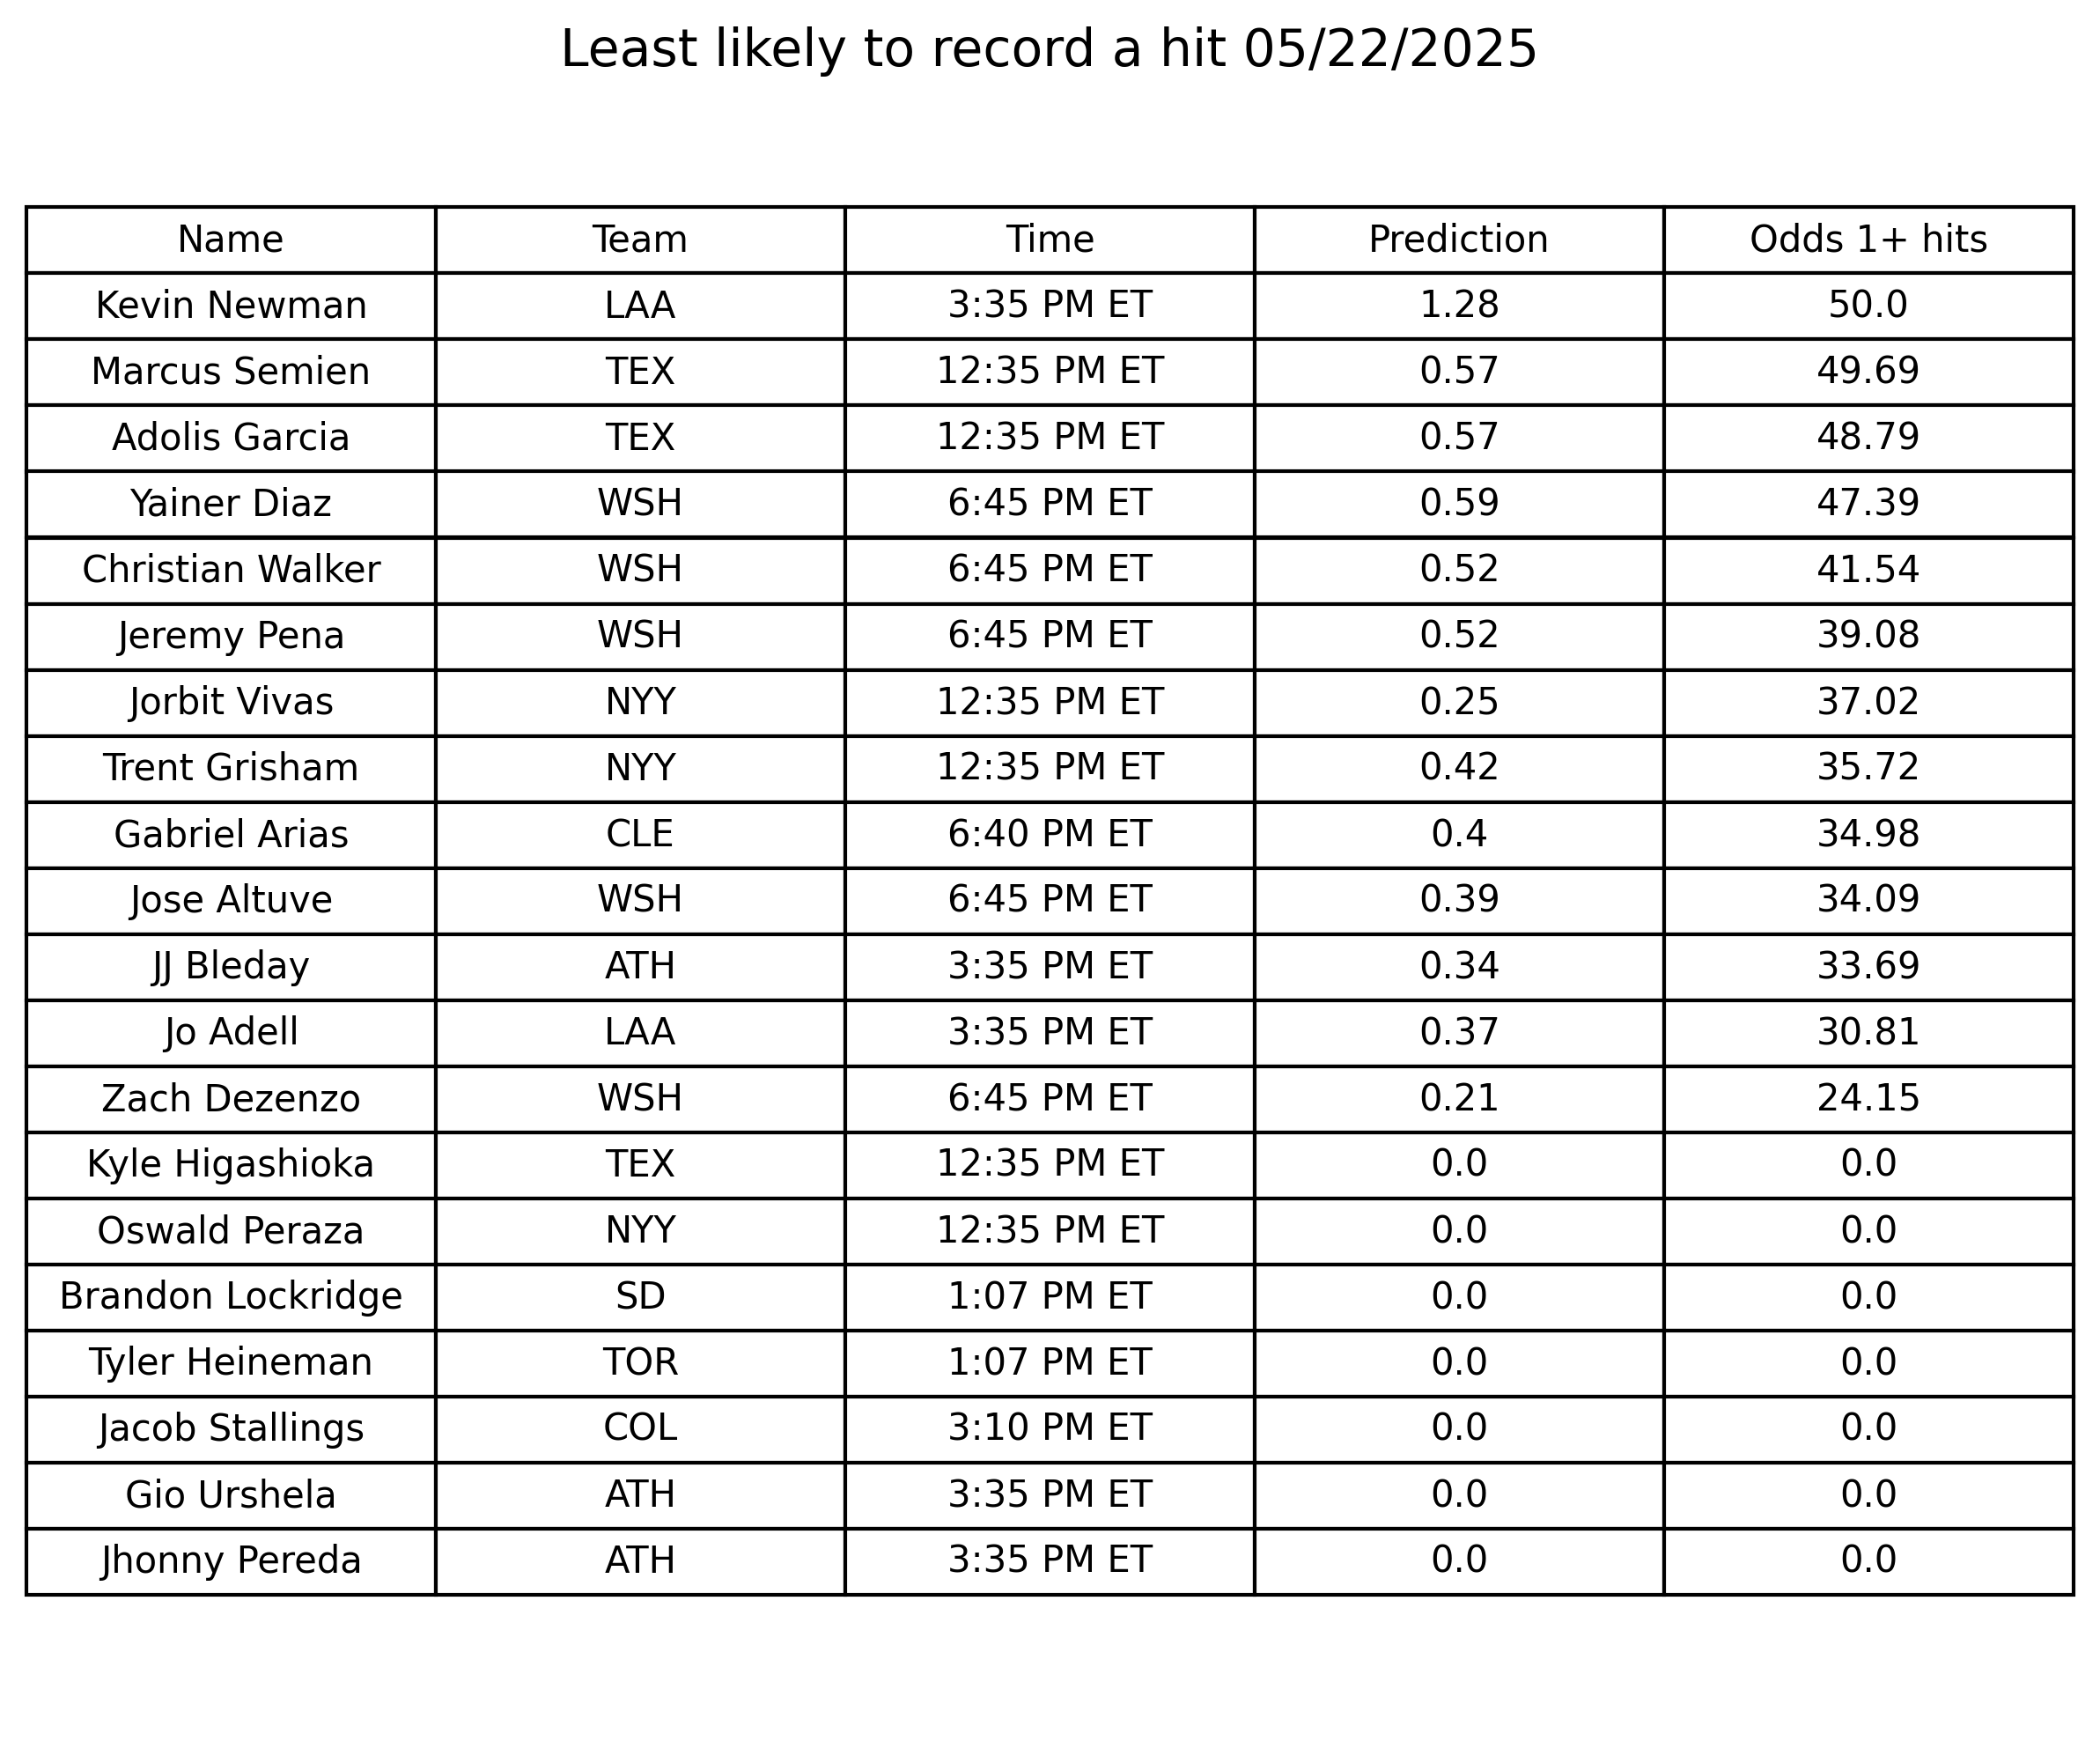 Least likely to record a hit 05/22/2025
Name Team Time Prediction Odds 1+ hits
Kevin Newman LAA 3:35 PM ET 1.28 50.0
Marcus Semien TEX 12:35 PM ET 0.57 49.69
Adolis Garcia TEX 12:35 PM ET 0.57 48.79
Yainer Diaz WSH 6:45 PM ET 0.59 47.39
Christian Walker WSH 6:45 PM ET 0.52 41.54
Jeremy Pena WSH 6:45 PM ET 0.52 39.08
Jorbit Vivas NYY 12:35 PM ET 0.25 37.02
Trent Grisham NYY 12:35 PM ET 0.42 35.72
Gabriel Arias CLE 6:40 PM ET 0.4 34.98
Jose Altuve WSH 6:45 PM ET 0.39 34.09
JJ Bleday ATH 3:35 PM ET 0.34 33.69
Jo Adell LAA 3:35 PM ET 0.37 30.81
Zach Dezenzo WSH 6:45 PM ET 0.21 24.15
Kyle Higashioka TEX 12:35 PM ET 0.0 0.0
Oswald Peraza NYY 12:35 PM ET 0.0 0.0
Brandon Lockridge SD 1:07 PM ET 0.0 0.0
Tyler Heineman TOR 1:07 PM ET 0.0 0.0
Jacob Stallings COL 3:10 PM ET 0.0 0.0
Gio Urshela ATH 3:35 PM ET 0.0 0.0
Jhonny Pereda ATH 3:35 PM ET 0.0 0.0